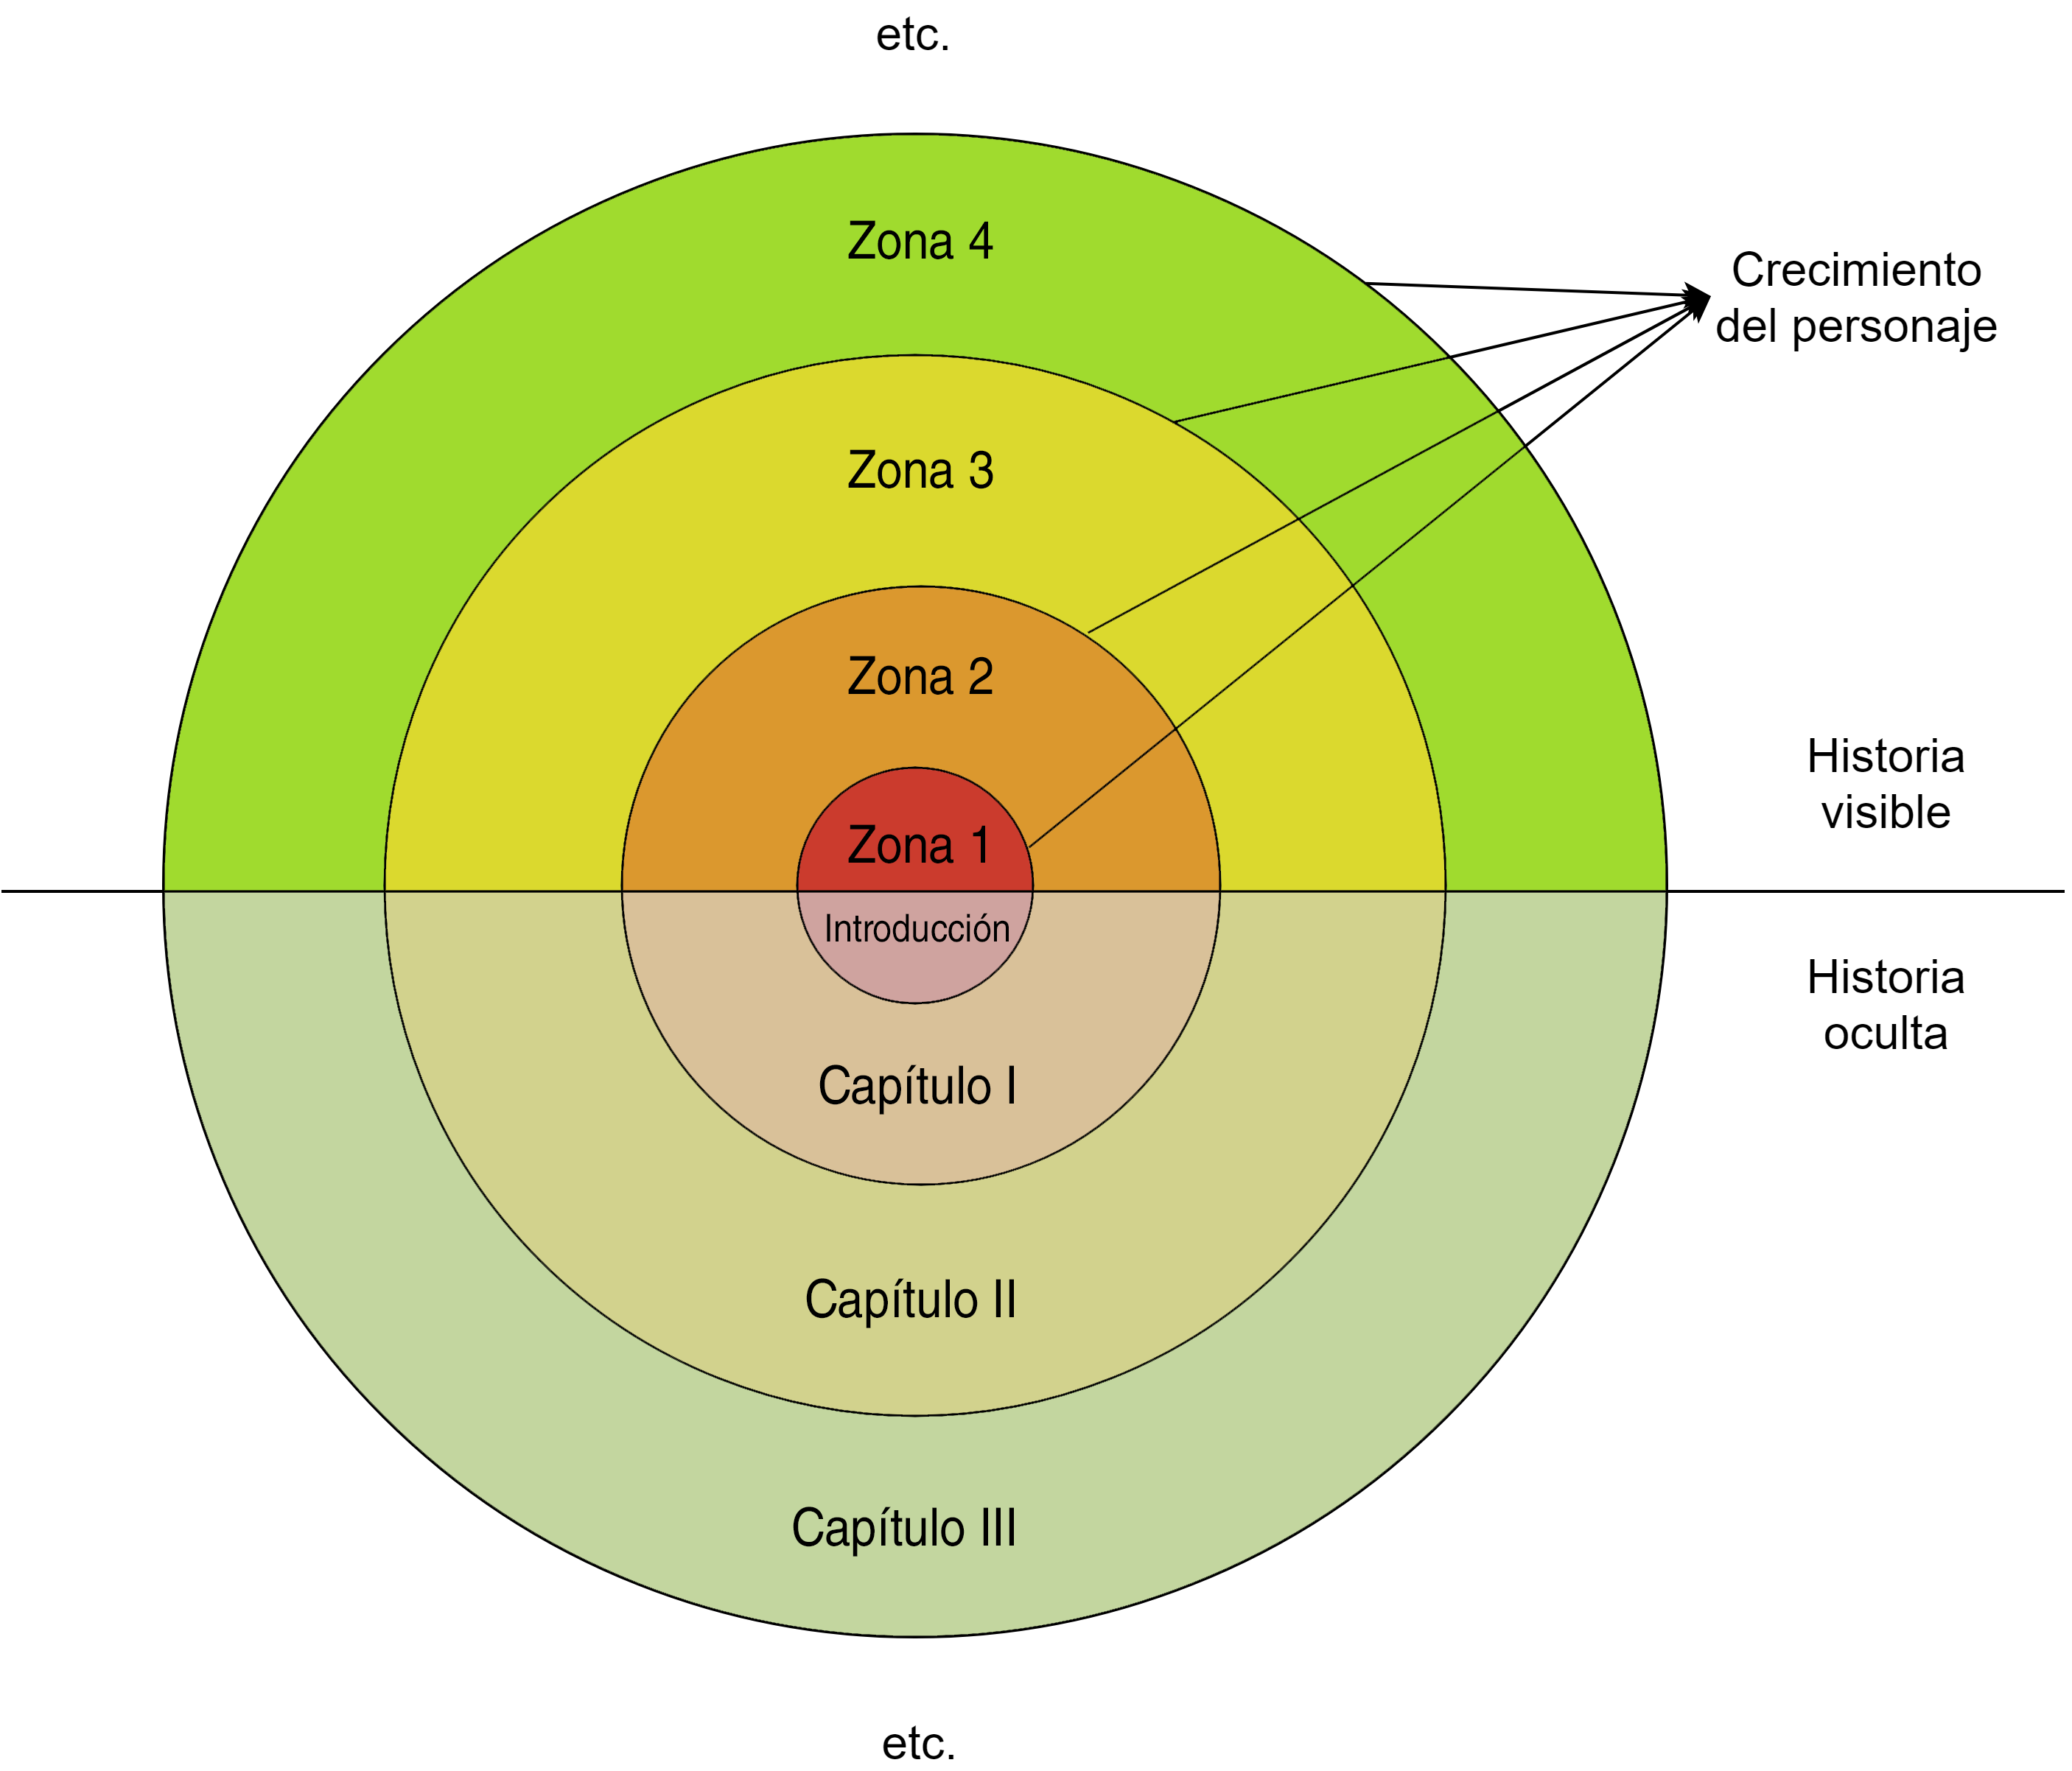 etc.
Zona 4
Crecimiento
del personaje
Zona 3
Zona 2
Historia
visible
Zona 1
Introducción
Historia
oculta
Capítulo I
Capítulo II
Capítulo III
etc.